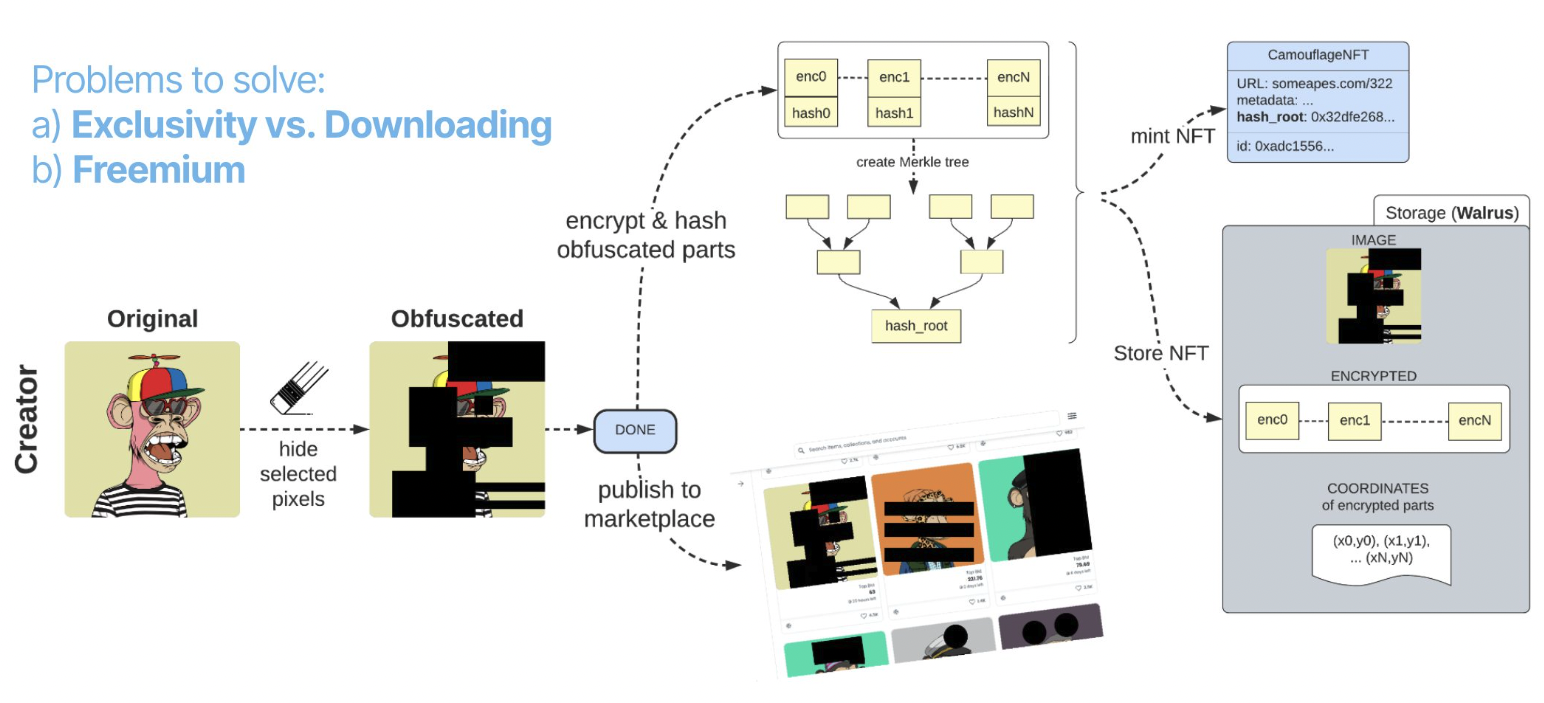 Problems to solve:
a) Exclusivity vs. Downloading
b) Freemium
Creator
Original
hide
selected
pixels
Obfuscated
DONE
encrypt & hash
obfuscated parts
publish to
marketplace
enc0
enc1
encN
hash0
hash1
hashN
create Merkle tree
hash_root
Search items, collections, and accounts
mint NFT
Store NFT
CamouflageNFT
URL: someapes.com/322
metadata: ...
hash_root: 0x32dfe268...
id: 0xadc1556...
Storage (Walrus)
IMAGE
ENCRYPTED
enc0
enc1
encN
COORDINATES
of encrypted parts
(x0,y0), (x1,y1),
... (xN,yN)